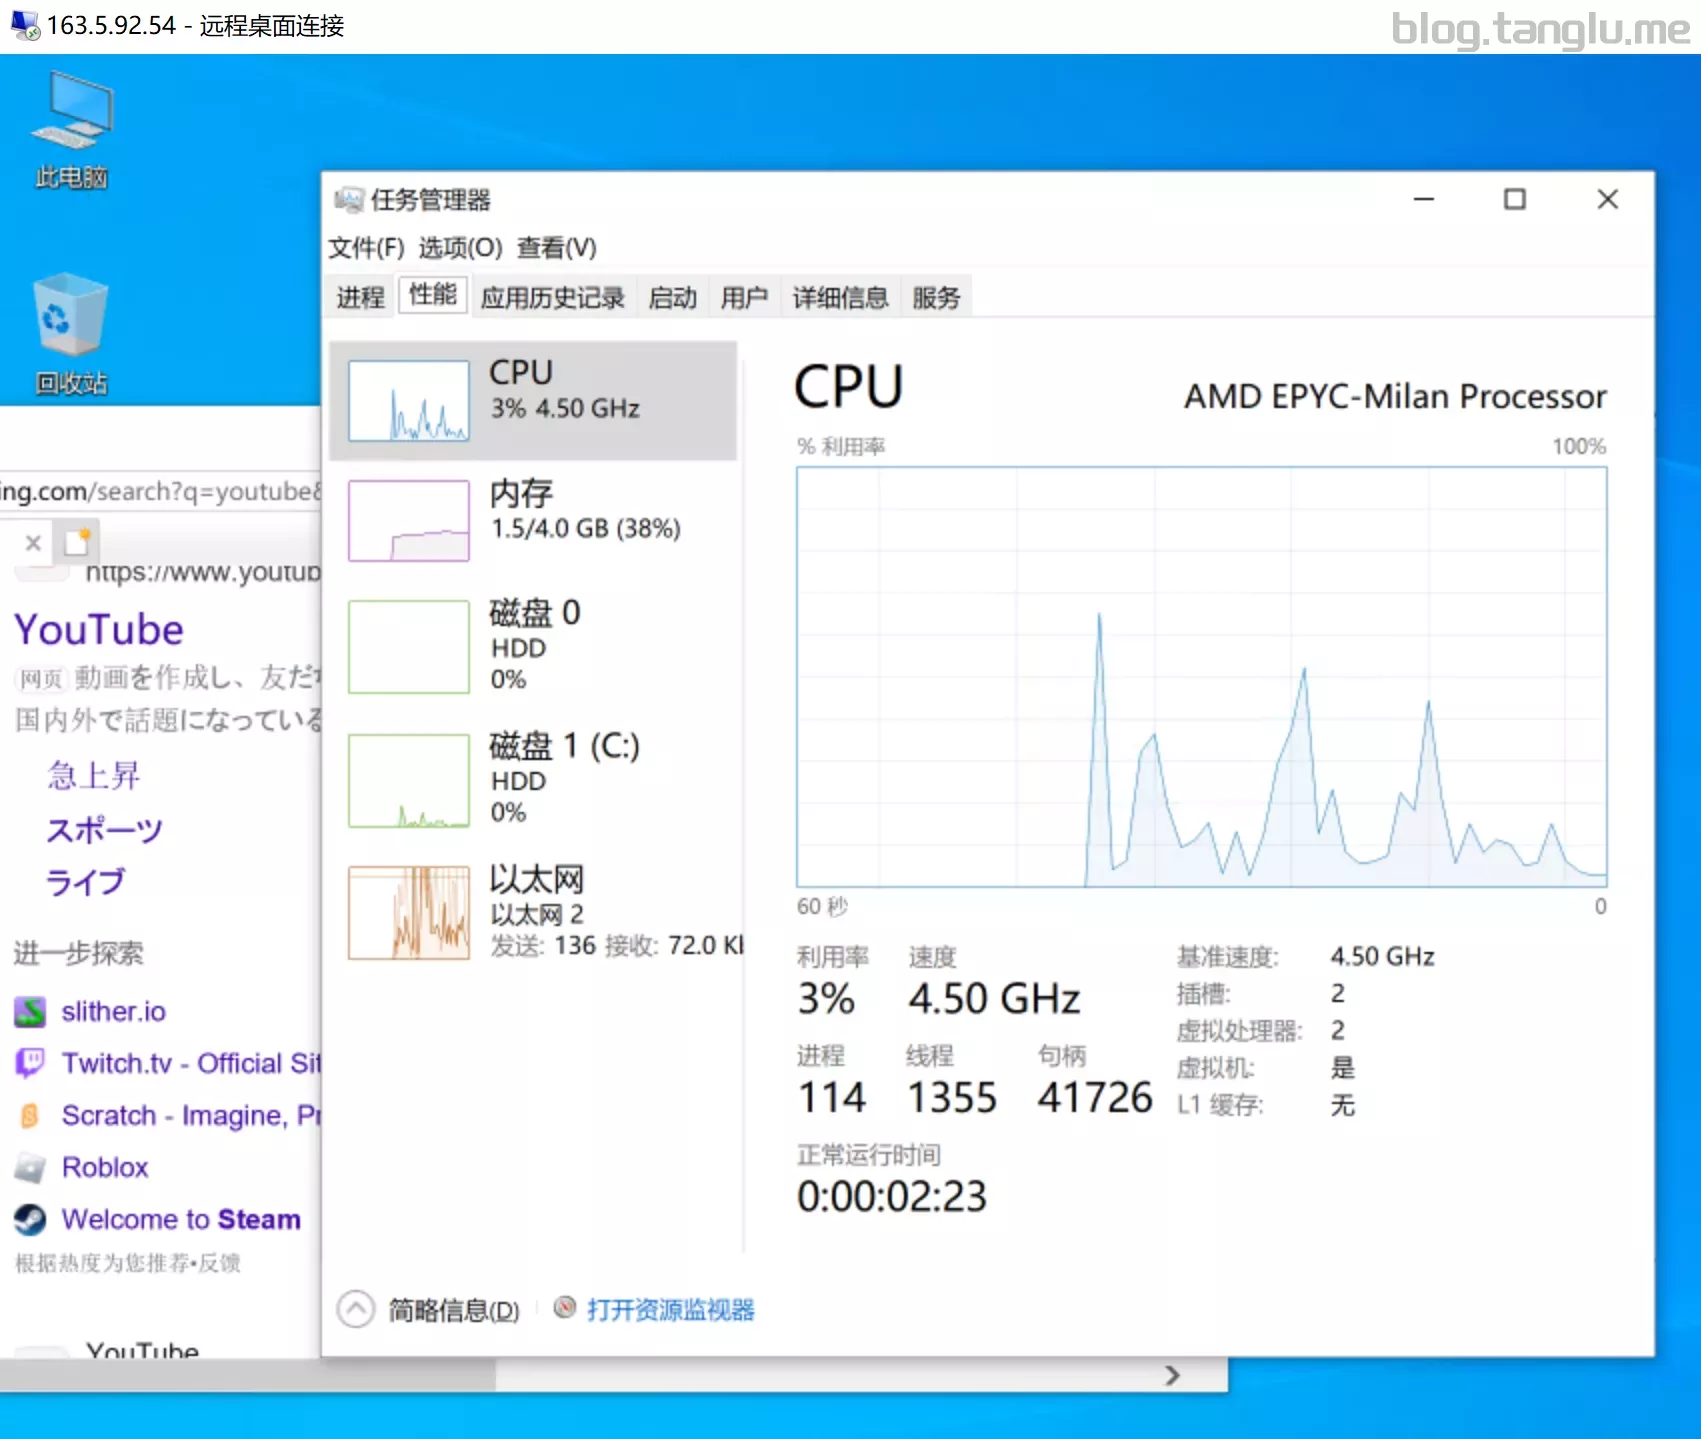 163.5.92.54 - 远程桌面连接
blog.tanglu.me
此电脑
回收站
ing.com/search?q=youtube&
https://www.youtub
YouTube
网页 動画を作成し、友だち
国内外で話題になっている
急上昇
スポーツ
ライブ
进一步探索
slither.io
Twitch.tv - Official Sit
Scratch - Imagine, Pr
Roblox
Welcome to Steam
根据热度为您推荐•反馈
YouTube
任务管理器
文件(F) 选项(O) 查看(V)
进程 性能 应用历史记录 启动 用户 详细信息 服务
CPU
3% 4.50 GHz
内存
1.5/4.0 GB (38%)
磁盘 0
HDD
0%
磁盘 1 (C:)
HDD
0%
以太网
以太网 2
发送: 136 接收: 72.0 Kb
CPU
AMD EPYC-Milan Processor
% 利用率
100%
60 秒
0
利用率 速度
3% 4.50 GHz
进程 线程 句柄
114 1355 41726
正常运行时间
0:00:02:23
基准速度: 4.50 GHz
插槽: 2
虚拟处理器: 2
虚拟机: 是
L1 缓存: 无
简略信息(D)
打开资源监视器